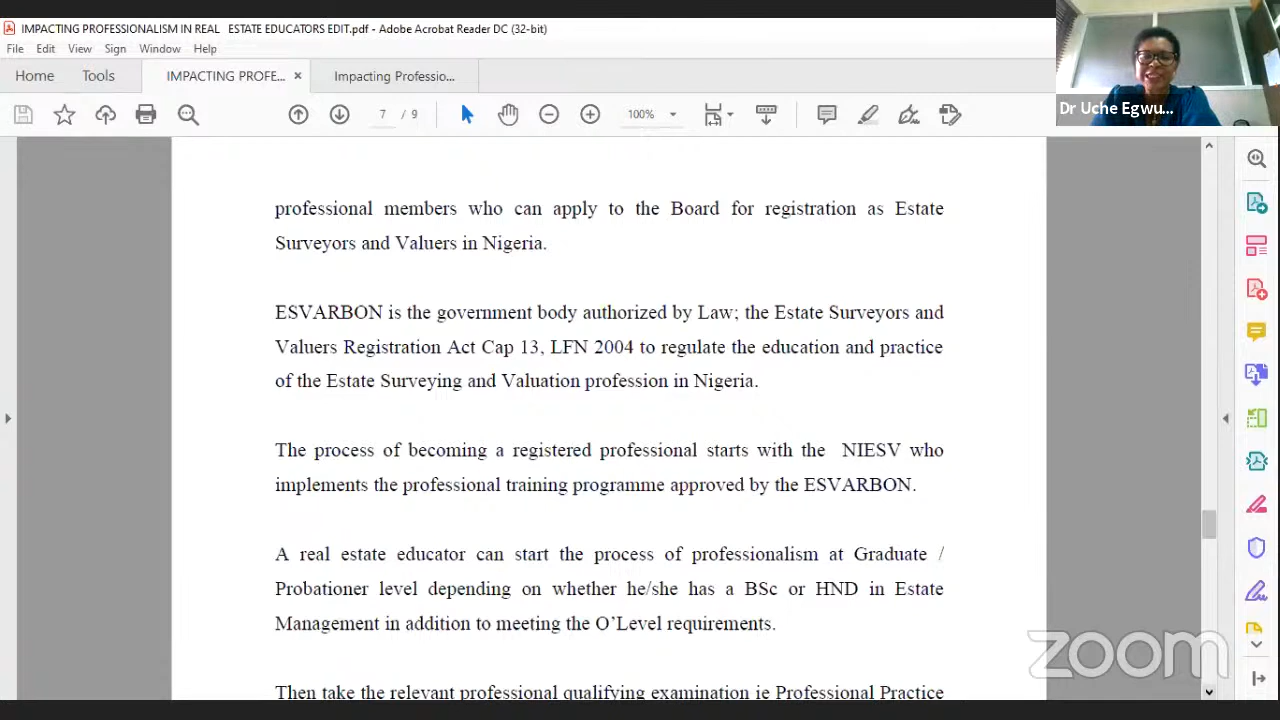 IMPACTING PROFESSIONALISM IN REAL ESTATE EDUCATORS EDIT.pdf - Adobe Acrobat Reader DC (32-bit)
File Edit View Sign Window Help
Home Tools IMPACTING PROFE... × Impacting Professio...
7 / 9 100%
Dr Uche Egwu...
professional members who can apply to the Board for registration as Estate
Surveyors and Valuers in Nigeria.
ESVARBON is the government body authorized by Law; the Estate Surveyors and
Valuers Registration Act Cap 13, LFN 2004 to regulate the education and practice
of the Estate Surveying and Valuation profession in Nigeria.
The process of becoming a registered professional starts with the NIESV who
implements the professional training programme approved by the ESVARBON.
A real estate educator can start the process of professionalism at Graduate /
Probationer level depending on whether he/she has a BSc or HND in Estate
Management in addition to meeting the O’Level requirements.
Then take the relevant professional qualifying examination ie Professional Practice
zoom